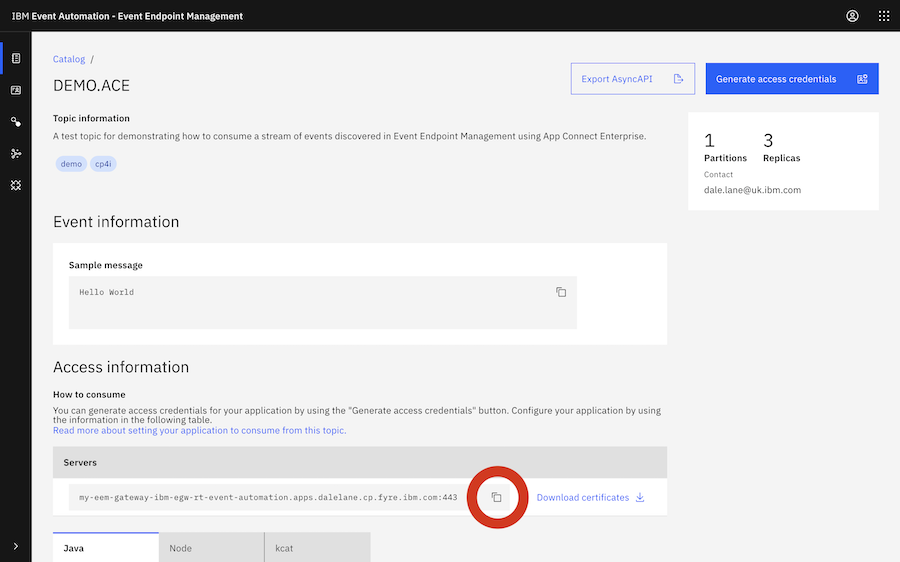 IBM Event Automation - Event Endpoint Management
Catalog /
DEMO.ACE
Export AsyncAPI
Generate access credentials
Topic information
A test topic for demonstrating how to consume a stream of events discovered in Event Endpoint Management using App Connect Enterprise.
demo cp4i
1 3
Partitions Replicas
Contact
dale.lane@uk.ibm.com
Event information
Sample message
Hello World
Access information
How to consume
You can generate access credentials for your application by using the "Generate access credentials" button. Configure your application by using
the information in the following table.
Read more about setting your application to consume from this topic.
Servers
my-eem-gateway-ibm-egw-rt-event-automation.apps.dalelane.cp.fyre.ibm.com:443
Download certificates
Java Node kcat